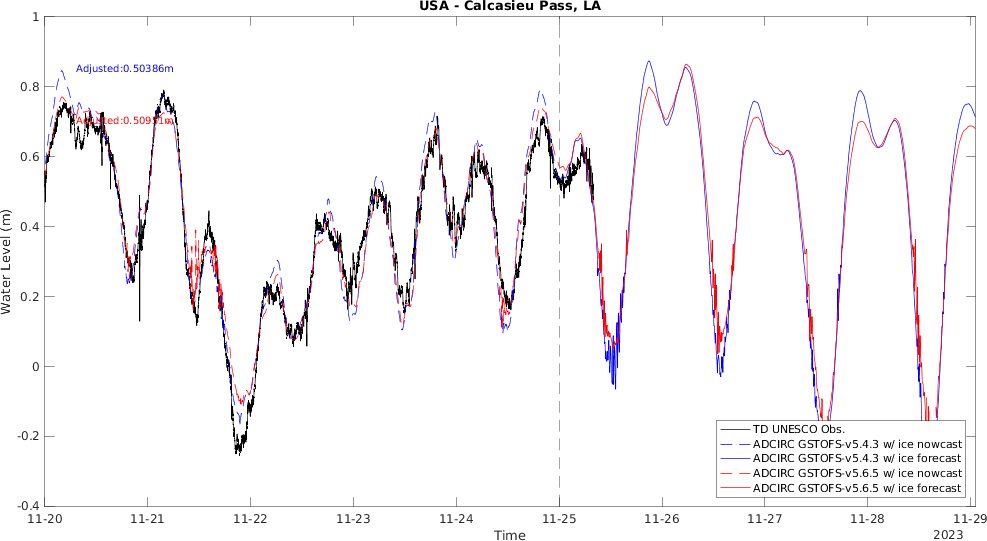 USA - Calcasieu Pass, LA
1
0.8
0.6
0.4
0.2
0
-0.2
-0.4
Water Level (m)
Adjusted:0.50386m
TD UNESCO Obs.
ADCIRC GSTOFS-v5.4.3 w/ ice nowcast
ADCIRC GSTOFS-v5.4.3 w/ ice forecast
ADCIRC GSTOFS-v5.6.5 w/ ice nowcast
ADCIRC GSTOFS-v5.6.5 w/ ice forecast
11-20 11-21 11-22 11-23 11-24 11-25 11-26 11-27 11-28 11-29
Time
2023